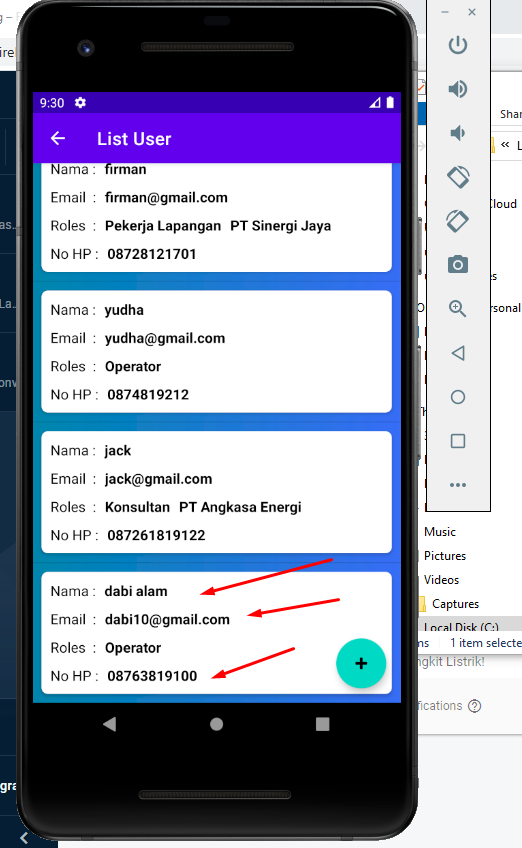 9:30
List User
Nama : firman
Email : firman@gmail.com
Roles : Pekerja Lapangan PT Sinergi Jaya
No HP : 08728121701
Nama : yudha
Email : yudha@gmail.com
Roles : Operator
No HP : 0874819212
Nama : jack
Email : jack@gmail.com
Roles : Konsultan PT Angkasa Energi
No HP : 087261819122
Nama : dabi alam
Email : dabi10@gmail.com
Roles : Operator
No HP : 08763819100
+
Shar
« L
Cloud
es
ersonal
Music
Pictures
Videos
Captures
Local Disk (C:)
ms 1 item selecte
ngkit Listrik!
fications